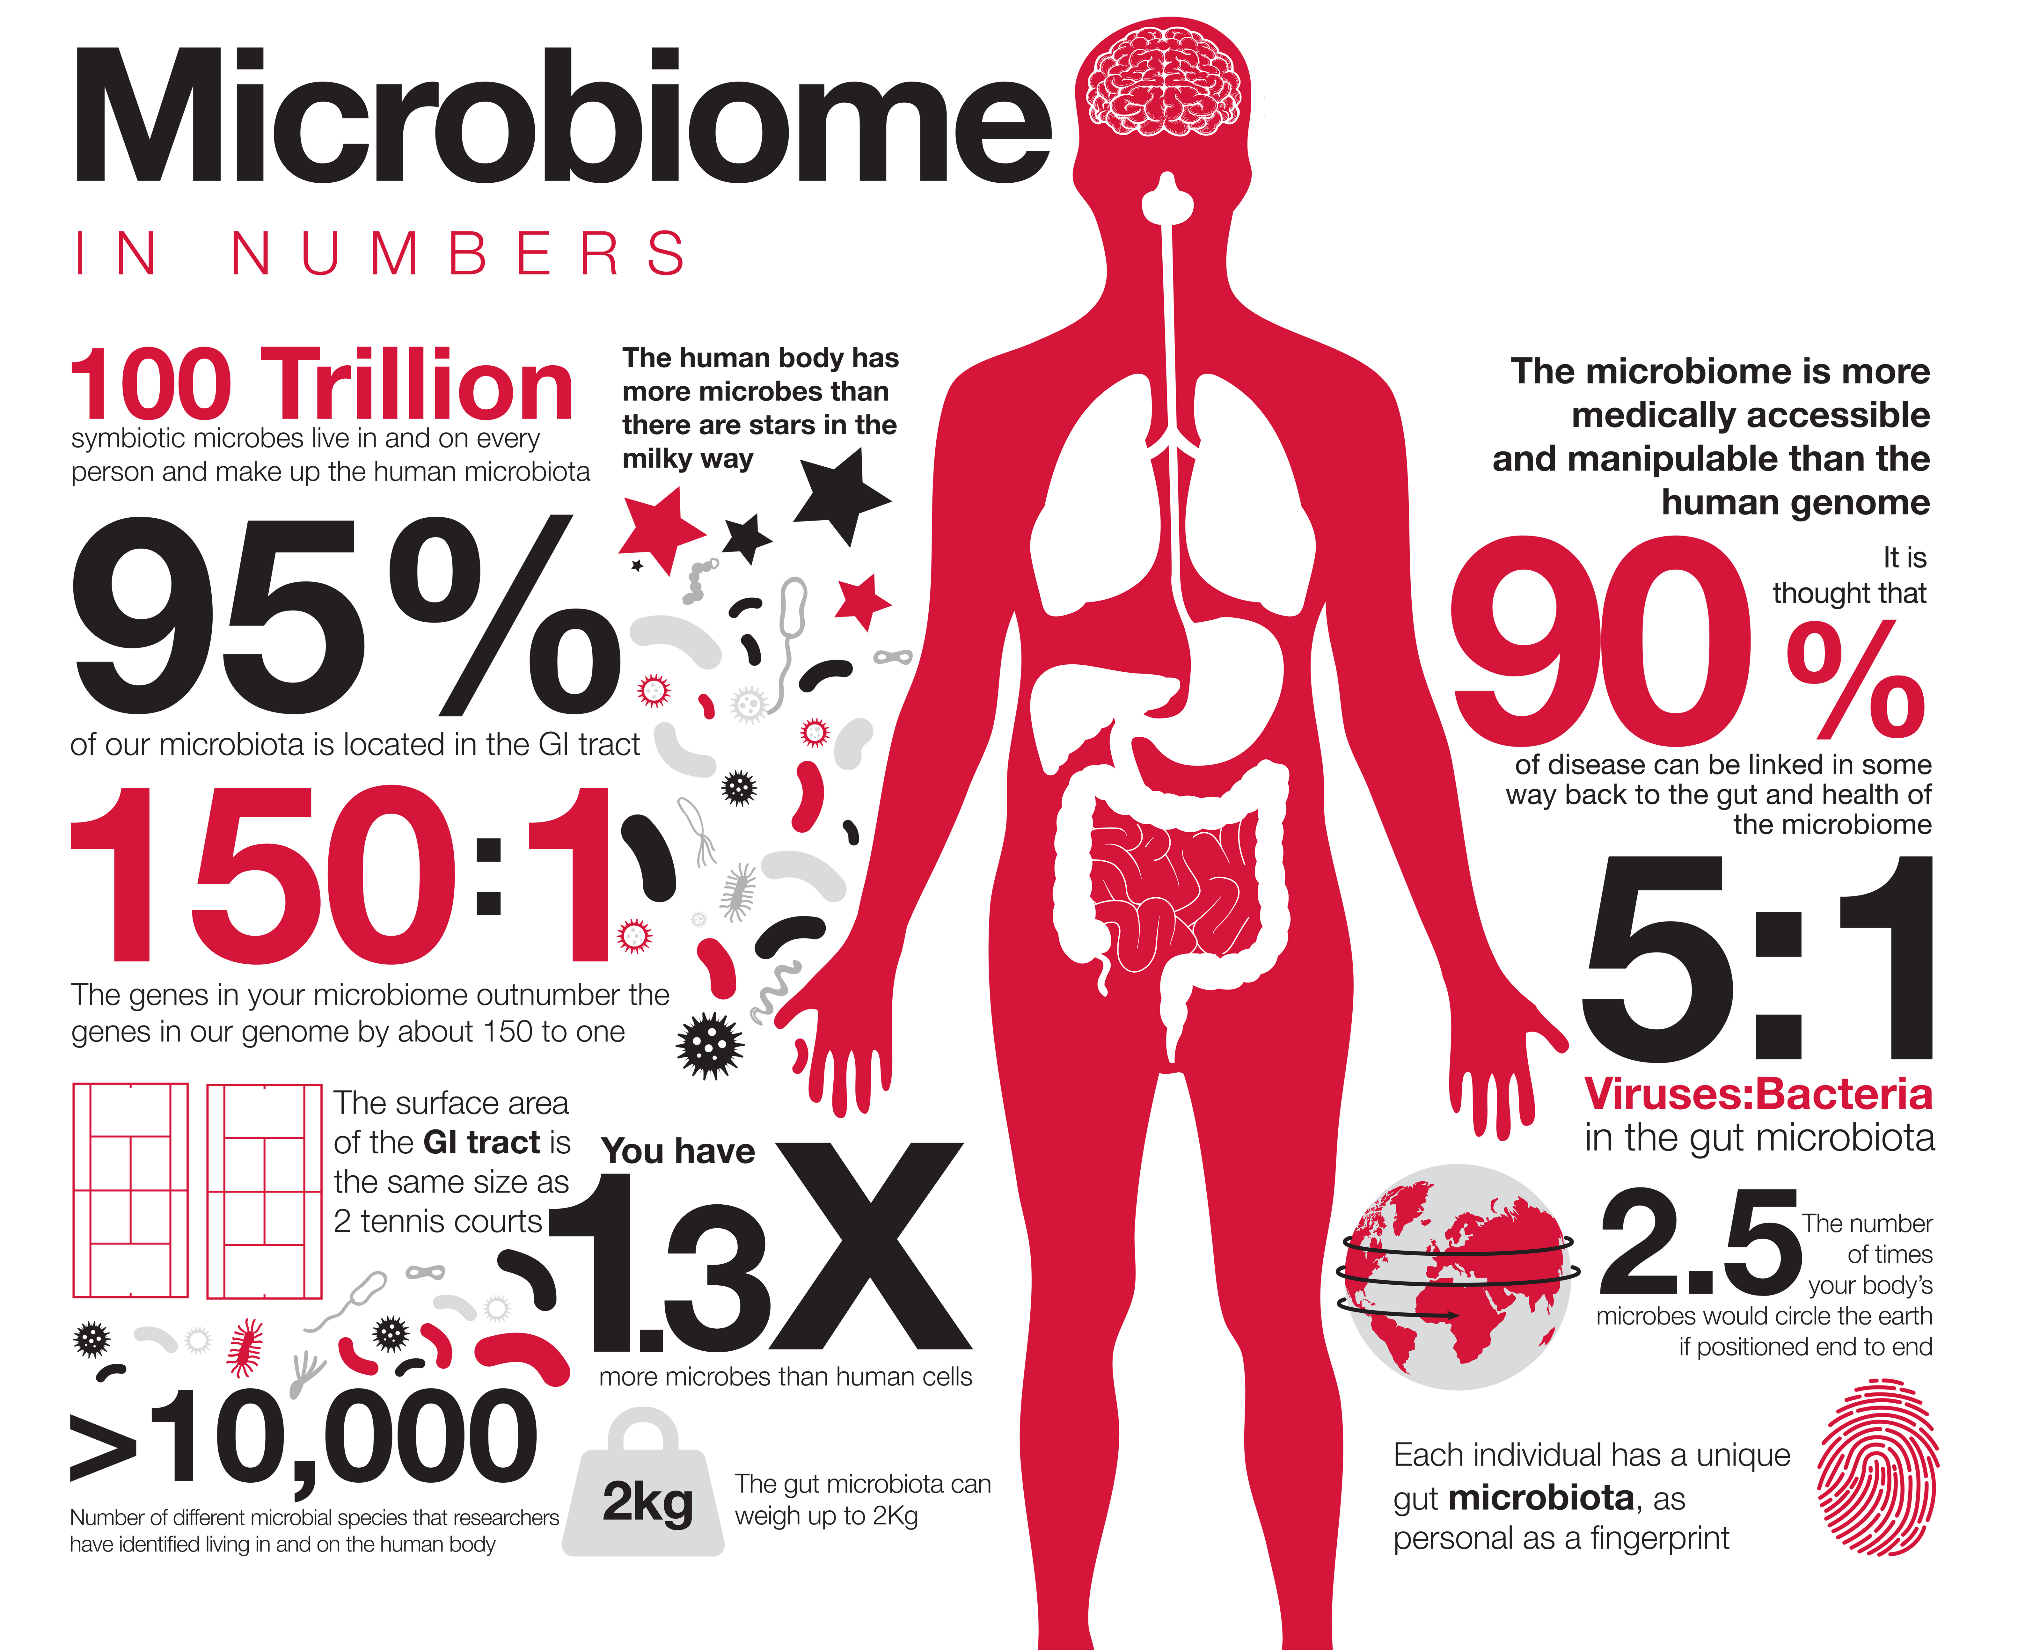 Microbiome
IN NUMBERS
100 Trillion
symbiotic microbes live in and on every
person and make up the human microbiota
The human body has
more microbes than
there are stars in the
milky way
95%
of our microbiota is located in the GI tract
150:1
The genes in your microbiome outnumber the
genes in our genome by about 150 to one
The surface area
of the GI tract is
the same size as
2 tennis courts
You have
1.3X
more microbes than human cells
>10,000
Number of different microbial species that researchers
have identified living in and on the human body
2kg
The gut microbiota can
weigh up to 2Kg
The microbiome is more
medically accessible
and manipulable than the
human genome
It is
thought that
90%
of disease can be linked in some
way back to the gut and health of
the microbiome
5:1
Viruses:Bacteria
in the gut microbiota
2.5
The number
of times
your body's
microbes would circle the earth
if positioned end to end
Each individual has a unique
gut microbiota, as
personal as a fingerprint